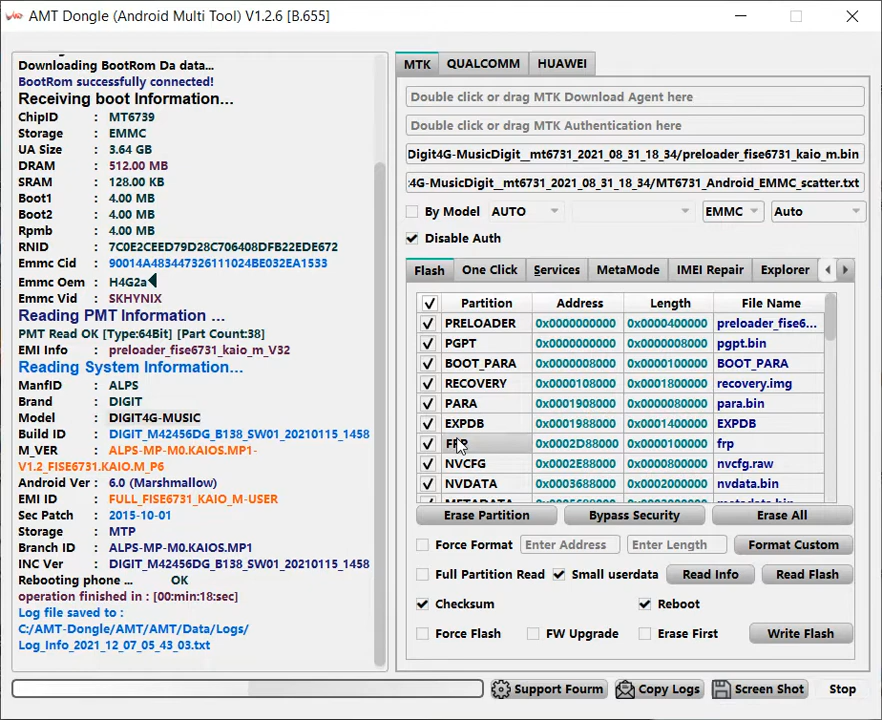 AMT Dongle (Android Multi Tool) V1.2.6 [B.655]
Downloading BootRom Da data...
BootRom successfully connected!
Receiving boot Information...
ChipID : MT6739
Storage : EMMC
UA Size : 3.64 GB
DRAM : 512.00 MB
SRAM : 128.00 KB
Boot1 : 4.00 MB
Boot2 : 4.00 MB
Rpmb : 4.00 MB
RNID : 7C0E2CEED79D28C706408DFB22EDE672
Emmc Cid : 90014A483447326111024BE032EA1533
Emmc Oem : H4G2a
Emmc Vid : SKHYNIX
Reading PMT Information ...
PMT Read OK [Type:64Bit] [Part Count:38]
EMI Info : preloader_fise6731_kaio_m_V32
Reading System Information...
ManfID : ALPS
Brand : DIGIT
Model : DIGIT4G-MUSIC
Build ID : DIGIT_M42456DG_B138_SW01_20210115_1458
M_VER : ALPS-MP-M0.KAIOS.MP1-
V1.2_FISE6731.KAIO.M_P6
Android Ver : 6.0 (Marshmallow)
EMI ID : FULL_FISE6731_KAIO_M-USER
Sec Patch : 2015-10-01
Storage : MTP
Branch ID : ALPS-MP-M0.KAIOS.MP1
INC Ver : DIGIT_M42456DG_B138_SW01_20210115_1458
Rebooting phone ... OK
operation finished in : [00:min:18:sec]
Log file saved to :
C:/AMT-Dongle/AMT/AMT/Data/Logs/
Log_Info_2021_12_07_05_43_03.txt
MTK QUALCOMM HUAWEI
Double click or drag MTK Download Agent here
Double click or drag MTK Authentication here
Digit4G-MusicDigit__mt6731_2021_08_31_18_34/preloader_fise6731_kaio_m.bin
:4G-MusicDigit__mt6731_2021_08_31_18_34/MT6731_Android_EMMC_scatter.txt
By Model AUTO EMMC Auto
Disable Auth
Flash One Click Services MetaMode IMEI Repair Explorer
Partition Address Length File Name
PRELOADER 0x0000000000 0x0000400000 preloader_fise6...
PGPT 0x0000000000 0x0000008000 pgpt.bin
BOOT_PARA 0x0000008000 0x0000100000 BOOT_PARA
RECOVERY 0x0000108000 0x0001800000 recovery.img
PARA 0x0001908000 0x0000080000 para.bin
EXPDB 0x0001988000 0x0001400000 EXPDB
FRP 0x0002D88000 0x0000100000 frp
NVCFG 0x0002E88000 0x0000800000 nvcfg.raw
NVDATA 0x0003688000 0x0002000000 nvdata.bin
METADATA 0x0005688000 0x0002000000 metadata.bin
Erase Partition Bypass Security Erase All
Force Format Enter Address Enter Length Format Custom
Full Partition Read Small userdata Read Info Read Flash
Checksum Reboot
Force Flash FW Upgrade Erase First Write Flash
Support Fourm Copy Logs Screen Shot Stop